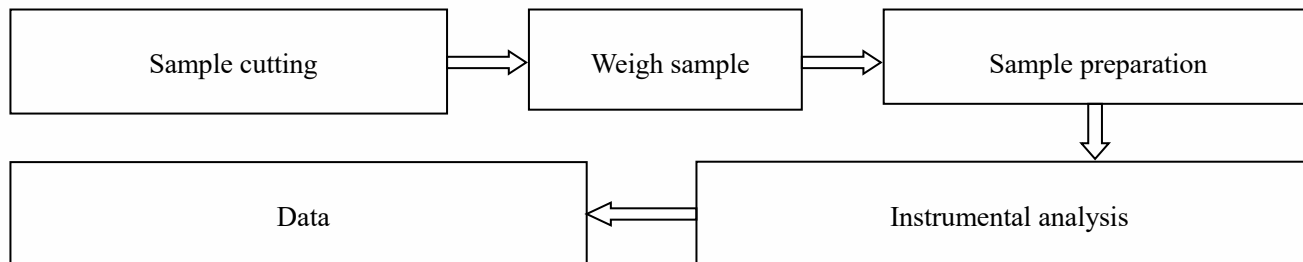 Sample cutting
Weigh sample
Sample preparation
Instrumental analysis
Data